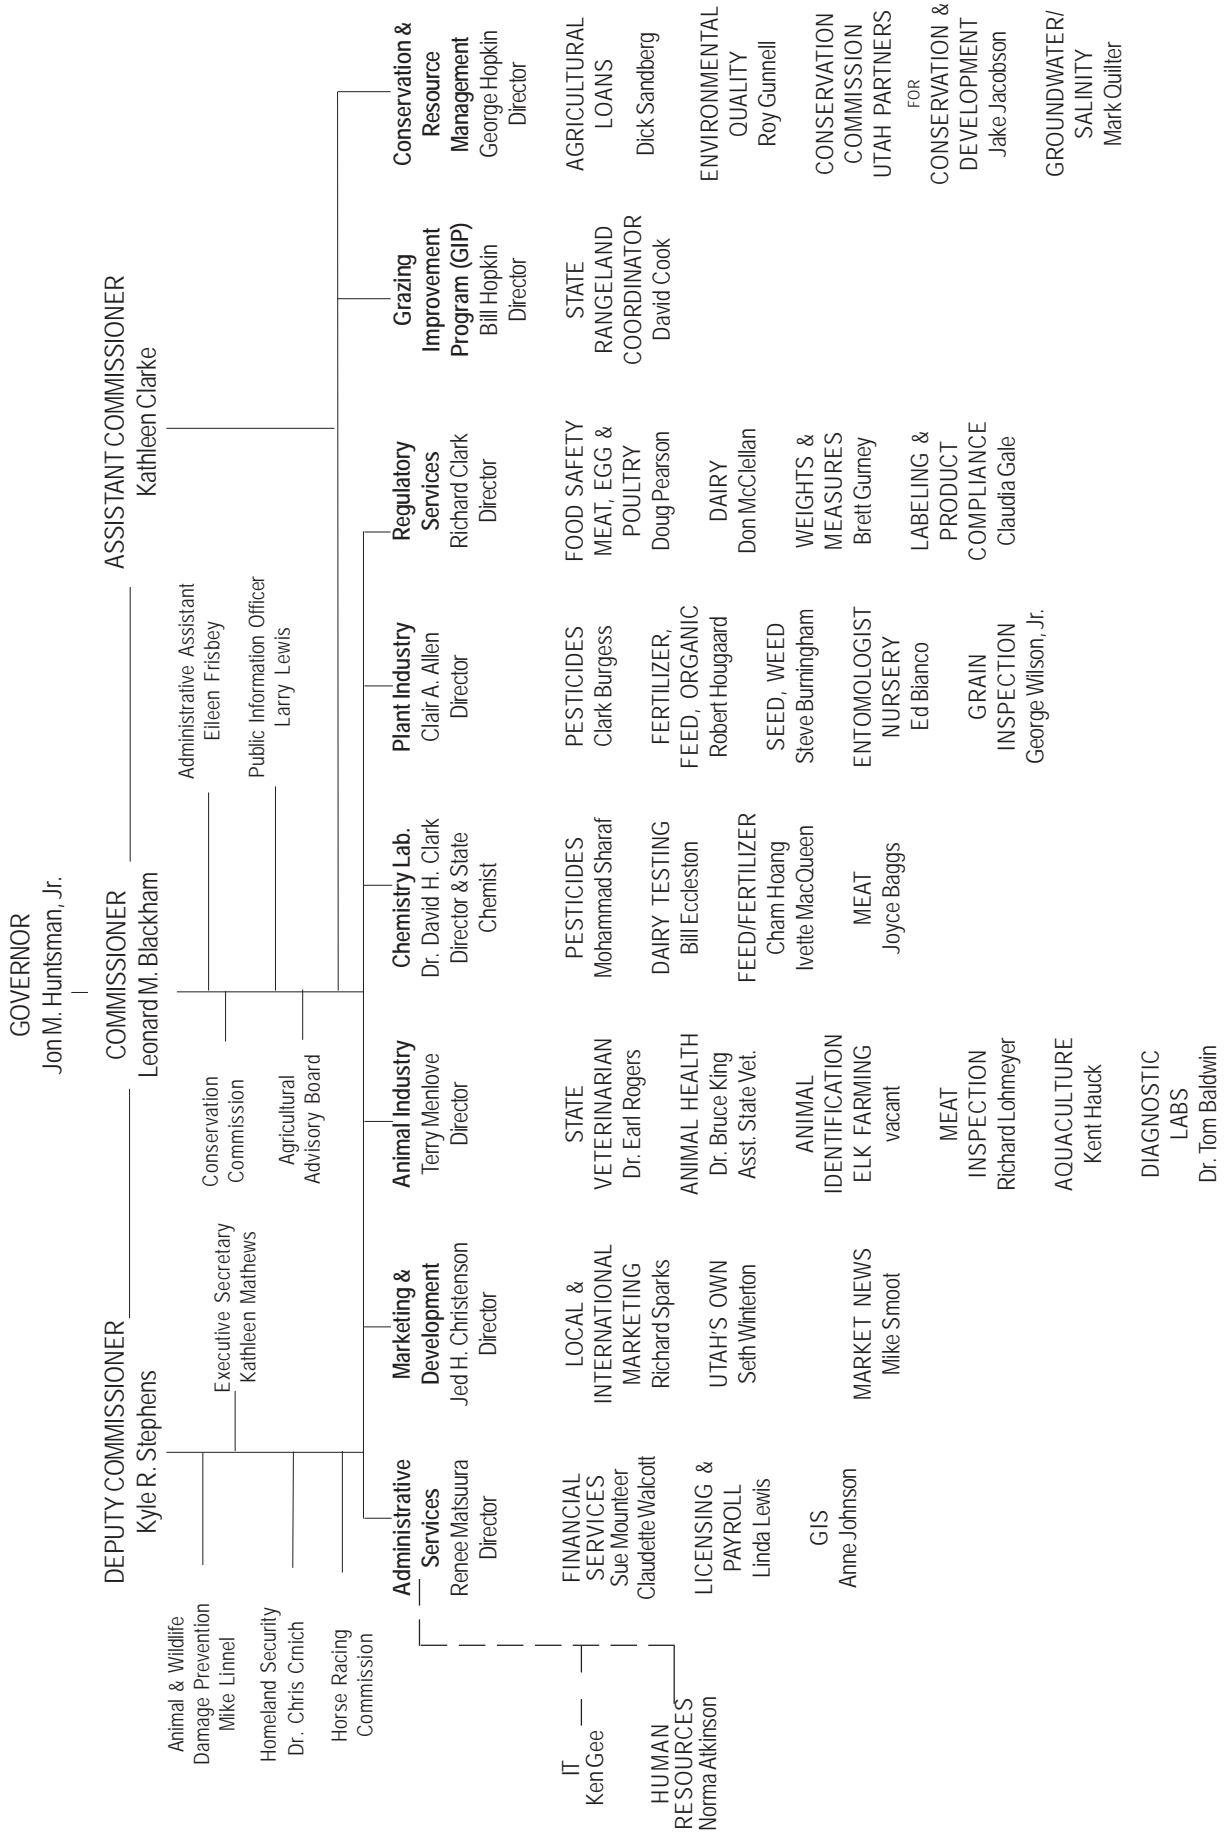 GOVERNOR
Jon M. Huntsman, Jr.
DEPUTY COMMISSIONER
Kyle R. Stephens
COMMISSIONER
Leonard M. Blackham
ASSISTANT COMMISSIONER
Kathleen Clarke
Animal & Wildlife
Damage Prevention
Mike Linnel
Homeland Security
Dr. Chris Crnich
Horse Racing
Commission
Executive Secretary
Kathleen Mathews
Conservation
Commission
Agricultural
Advisory Board
Administrative Assistant
Eileen Frisbey
Public Information Officer
Larry Lewis
Administrative
Services
Renee Matsuura
Director
FINANCIAL
SERVICES
Sue Mounteer
Claudette Walcott
LICENSING &
PAYROLL
Linda Lewis
GIS
Anne Johnson
IT
Ken Gee
HUMAN
RESOURCES
Norma Atkinson
Marketing &
Development
Jed H. Christenson
Director
LOCAL &
INTERNATIONAL
MARKETING
Richard Sparks
UTAH'S OWN
Seth Winterton
MARKET NEWS
Mike Smoot
Animal Industry
Terry Menlove
Director
STATE
VETERINARIAN
Dr. Earl Rogers
ANIMAL HEALTH
Dr. Bruce King
Asst. State Vet.
ANIMAL
IDENTIFICATION
ELK FARMING
vacant
MEAT
INSPECTION
Richard Lohmeyer
AQUACULTURE
Kent Hauck
DIAGNOSTIC
LABS
Dr. Tom Baldwin
Chemistry Lab.
Dr. David H. Clark
Director & State
Chemist
PESTICIDES
Mohammad Sharaf
DAIRY TESTING
Bill Eccleston
FEED/FERTILIZER
Cham Hoang
Ivette MacQueen
MEAT
Joyce Baggs
Plant Industry
Clair A. Allen
Director
PESTICIDES
Clark Burgess
FERTILIZER,
FEED, ORGANIC
Robert Hougaard
SEED, WEED
Steve Burningham
ENTOMOLOGIST
NURSERY
Ed Bianco
GRAIN
INSPECTION
George Wilson, Jr.
Regulatory
Services
Richard Clark
Director
FOOD SAFETY
MEAT, EGG &
POULTRY
Doug Pearson
DAIRY
Don McClellan
WEIGHTS &
MEASURES
Brett Gurney
LABELING &
PRODUCT
COMPLIANCE
Claudia Gale
Grazing
Improvement
Program (GIP)
Bill Hopkin
Director
STATE
RANGELAND
COORDINATOR
David Cook
Conservation &
Resource
Management
George Hopkin
Director
AGRICULTURAL
LOANS
Dick Sandberg
ENVIRONMENTAL
QUALITY
Roy Gunnell
CONSERVATION
COMMISSION
UTAH PARTNERS
FOR
CONSERVATION &
DEVELOPMENT
Jake Jacobson
GROUNDWATER/
SALINITY
Mark Quilter